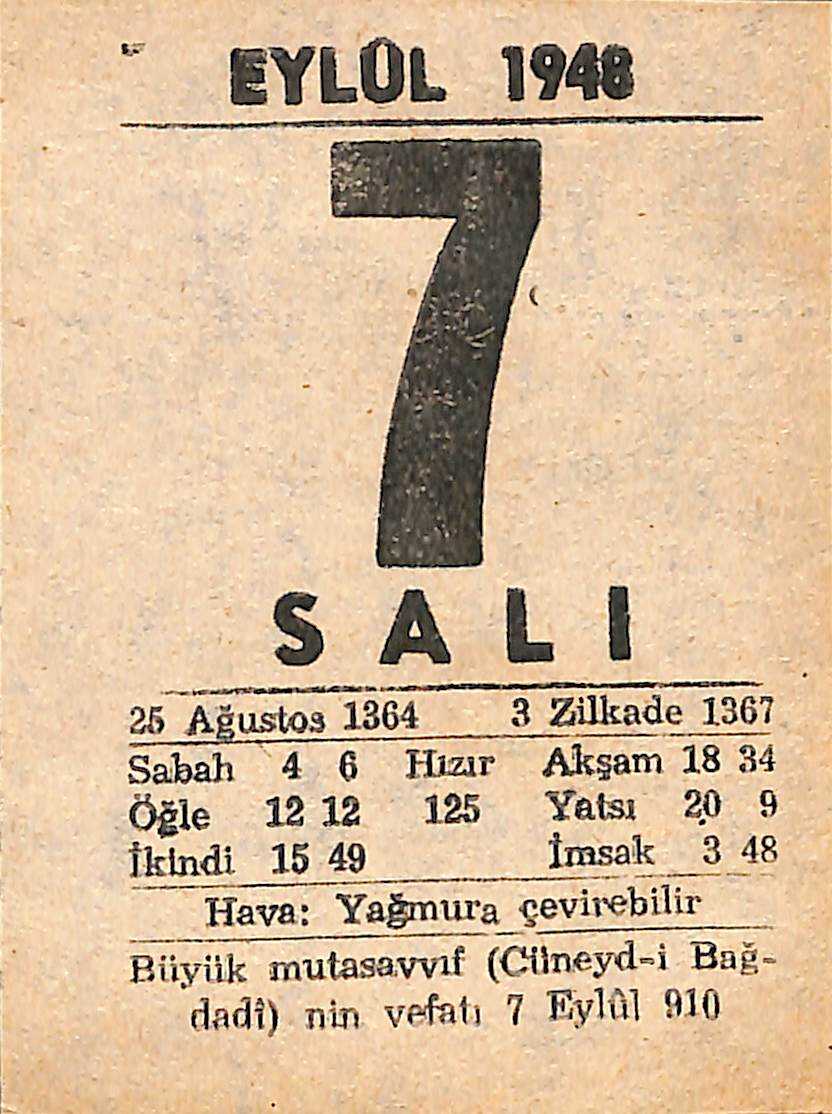 EYLÛL 1948
7
SALI
25 Ağustos 1364 3 Zilkade 1367
Sabah 4 6 Hızır Akşam 18 34
Öğle 12 12 125 Yatsı 20 9
İkindi 15 49 İmsak 3 48
Hava: Yağmura çevirebilir
Büyük mutasavvıf (Cüneyd-i Bağ-
dadî) nin vefatı 7 Eylûl 910